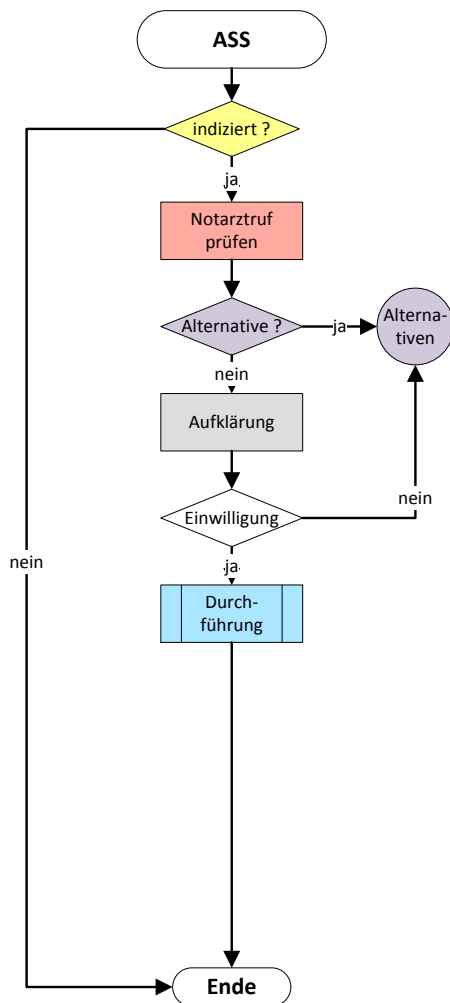 ASS
indiziert ?
ja
Notarztruf
prüfen
Alternative ?
ja
Alterna-
tiven
nein
Aufklärung
Einwilligung
nein
ja
nein
Durch-
führung
Ende